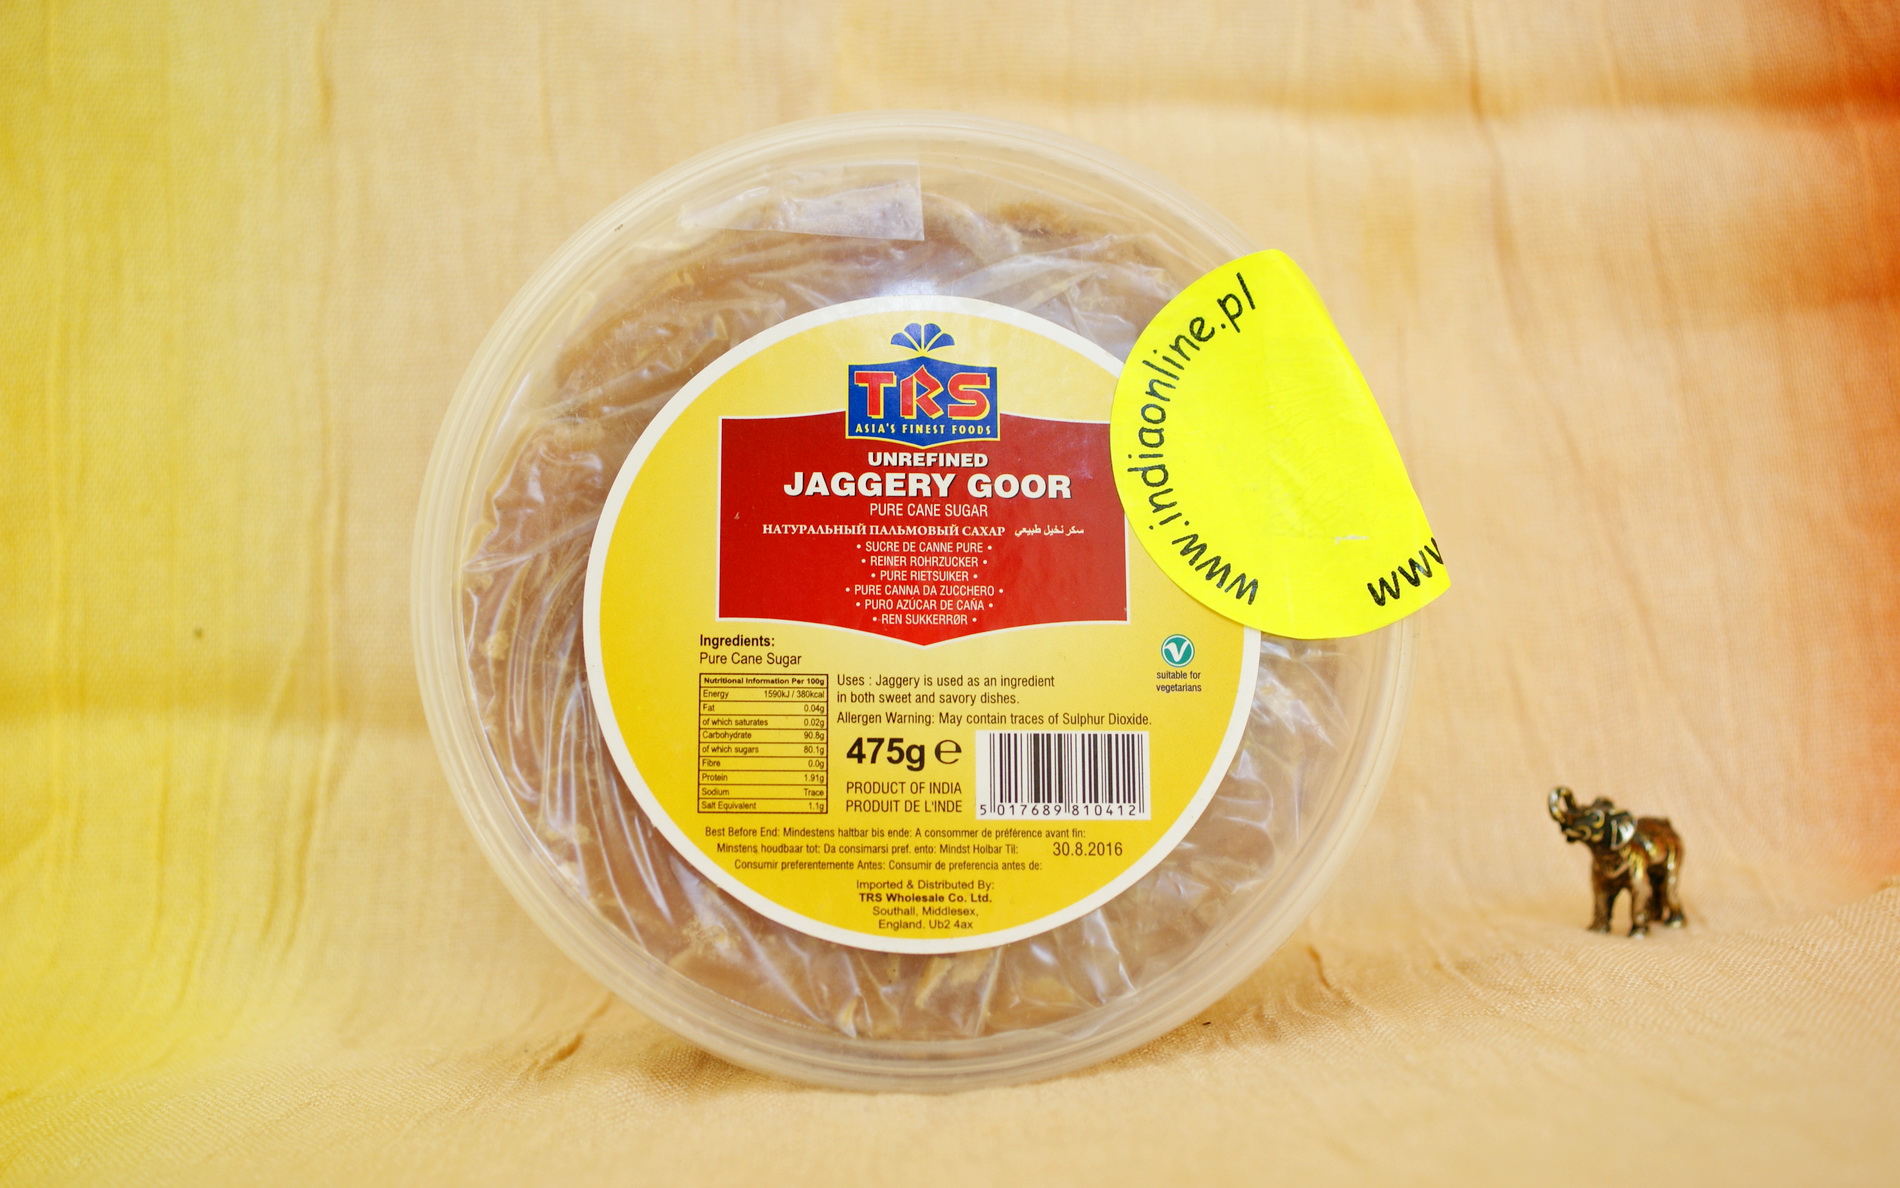 TRS
ASIA'S FINEST FOODS
UNREFINED
JAGGERY GOOR
PURE CANE SUGAR
НАТУРАЛЬНЫЙ ПАЛЬМОВЫЙ САХАР سكر نخيل طبيعي
• SUCRE DE CANNE PURE •
• REINER ROHRZUCKER •
• PURE RIETSUIKER •
• PURE CANNA DA ZUCCHERO •
• PURO AZÚCAR DE CAÑA •
• REN SUKKERRØR •
www.indiaonline.pl
www
Ingredients:
Pure Cane Sugar
Nutritional Information Per 100g
Energy 1590kJ / 380kcal
Fat 0.04g
of which saturates 0.02g
Carbohydrate 90.8g
of which sugars 80.1g
Fibre 0.0g
Protein 1.91g
Sodium Trace
Salt Equivalent 1.1g
Uses : Jaggery is used as an ingredient
in both sweet and savory dishes.
Allergen Warning: May contain traces of Sulphur Dioxide.
V
suitable for
vegetarians
475g e
PRODUCT OF INDIA
PRODUIT DE L'INDE
5 017689 810412
Best Before End: Mindestens haltbar bis ende: A consommer de préférence avant fin:
Minstens houdbaar tot: Da consimarsi pref. ento: Mindst Holbar Til: 30.8.2016
Consumir preferentemente Antes: Consumir de preferencia antes de:
Imported & Distributed By:
TRS Wholesale Co. Ltd.
Southall, Middlesex,
England. Ub2 4ax